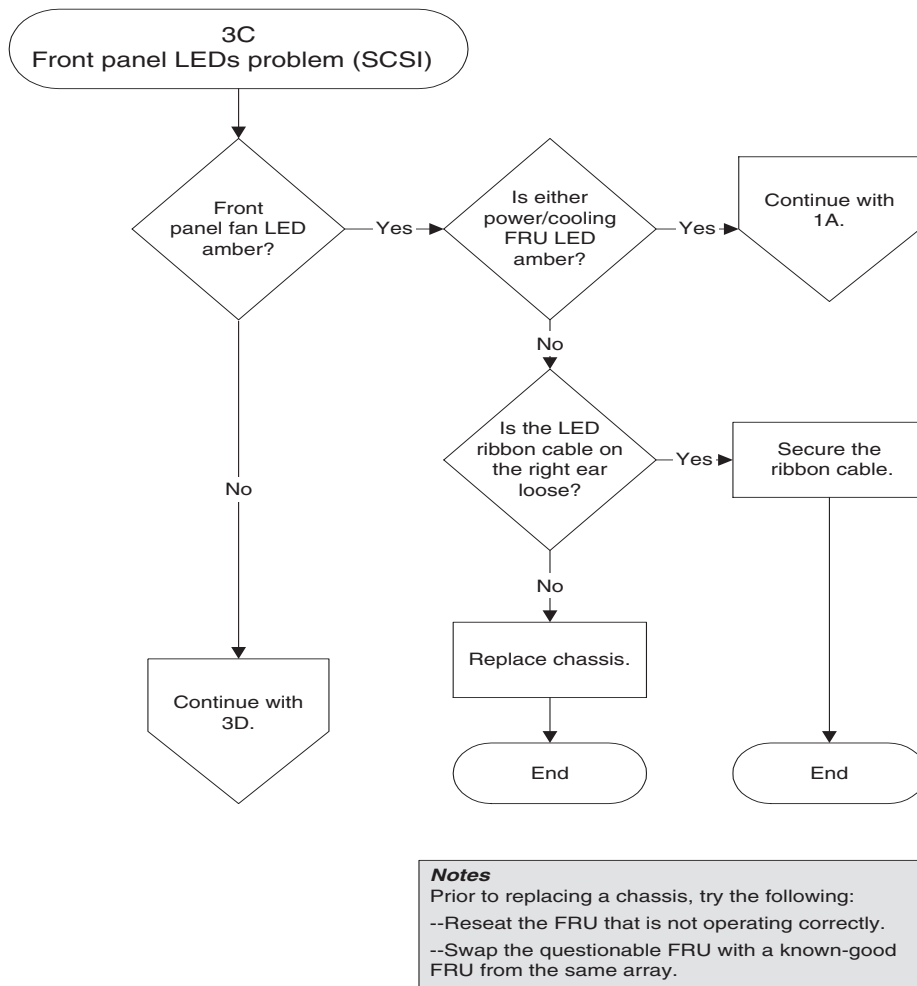 3C
Front panel LEDs problem (SCSI)
Front
panel fan LED
amber?
Yes
Is either
power/cooling
FRU LED
amber?
Yes
Continue with
1A.
No
Is the LED
ribbon cable on
the right ear
loose?
Yes
Secure the
ribbon cable.
No
No
Replace chassis.
Continue with
3D.
End
End
Notes
Prior to replacing a chassis, try the following:
--Reseat the FRU that is not operating correctly.
--Swap the questionable FRU with a known-good
FRU from the same array.